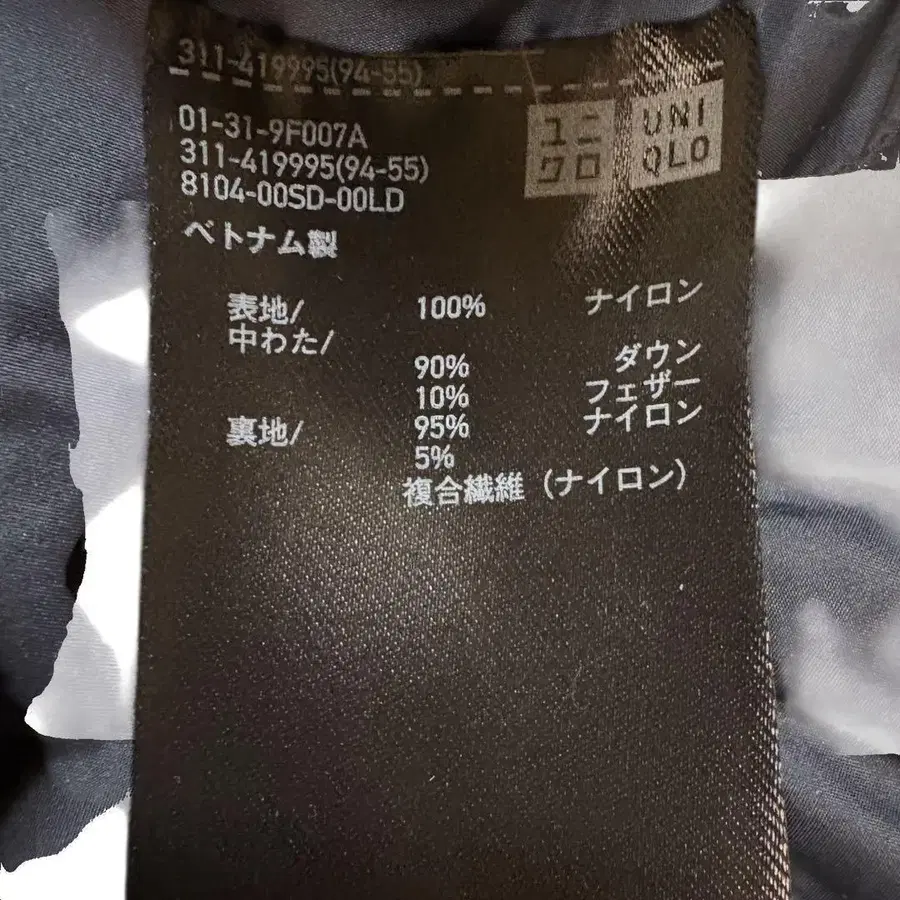 311-419995(94-55)
01-31-9F007A
311-419995(94-55)
8104-00SD-00LD
ユニ
クロ
UNI
QLO
ベトナム製
表地/ 100% ナイロン
中わた/
90% ダウン
10% フェザー
裏地/ 95% ナイロン
5%
複合繊維 (ナイロン)